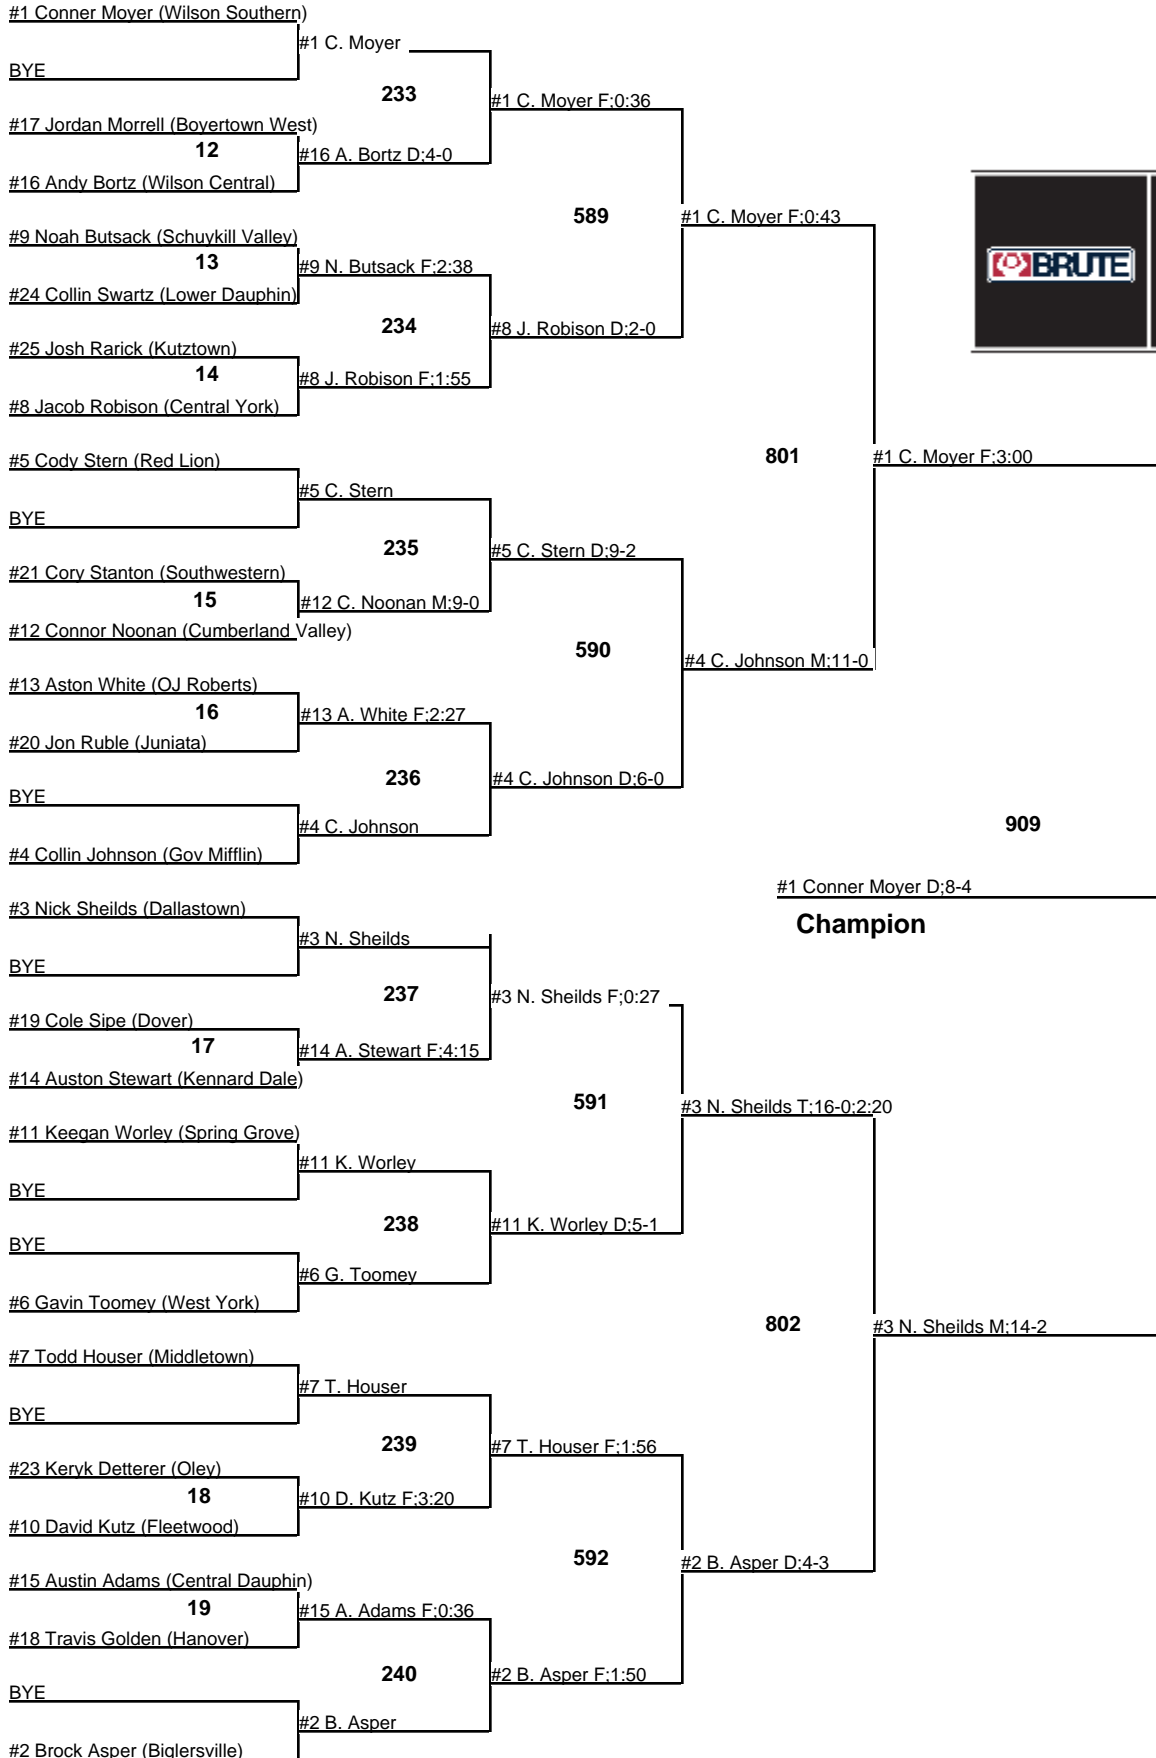 #1 Conner Moyer (Wilson Southern)
#1 C. Moyer
BYE
233
#1 C. Moyer F;0:36
#17 Jordan Morrell (Boyertown West)
12
#16 A. Bortz D;4-0
#16 Andy Bortz (Wilson Central)
589
#1 C. Moyer F;0:43
#9 Noah Butsack (Schuykill Valley)
13
#9 N. Butsack F;2:38
#24 Collin Swartz (Lower Dauphin)
234
#8 J. Robison D;2-0
#25 Josh Rarick (Kutztown)
14
#8 J. Robison F;1:55
#8 Jacob Robison (Central York)
BRUTE
801
#1 C. Moyer F;3:00
#5 Cody Stern (Red Lion)
#5 C. Stern
BYE
235
#5 C. Stern D;9-2
#21 Cory Stanton (Southwestern)
15
#12 C. Noonan M;9-0
#12 Connor Noonan (Cumberland Valley)
590
#4 C. Johnson M;11-0
#13 Aston White (OJ Roberts)
16
#13 A. White F;2:27
#20 Jon Ruble (Juniata)
236
#4 C. Johnson D;6-0
BYE
#4 C. Johnson
#4 Collin Johnson (Gov Mifflin)
909
#1 Conner Moyer D;8-4
Champion
#3 Nick Sheilds (Dallastown)
#3 N. Sheilds
BYE
237
#3 N. Sheilds F;0:27
#19 Cole Sipe (Dover)
17
#14 A. Stewart F;4:15
#14 Auston Stewart (Kennard Dale)
591
#3 N. Sheilds T;16-0;2:20
#11 Keegan Worley (Spring Grove)
#11 K. Worley
BYE
238
#11 K. Worley D;5-1
BYE
#6 G. Toomey
#6 Gavin Toomey (West York)
802
#3 N. Sheilds M;14-2
#7 Todd Houser (Middletown)
#7 T. Houser
BYE
239
#7 T. Houser F;1:56
#23 Keryk Detterer (Oley)
18
#10 D. Kutz F;3:20
#10 David Kutz (Fleetwood)
592
#2 B. Asper D;4-3
#15 Austin Adams (Central Dauphin)
19
#15 A. Adams F;0:36
#18 Travis Golden (Hanover)
240
#2 B. Asper F;1:50
BYE
#2 B. Asper
#2 Brock Asper (Biglersville)